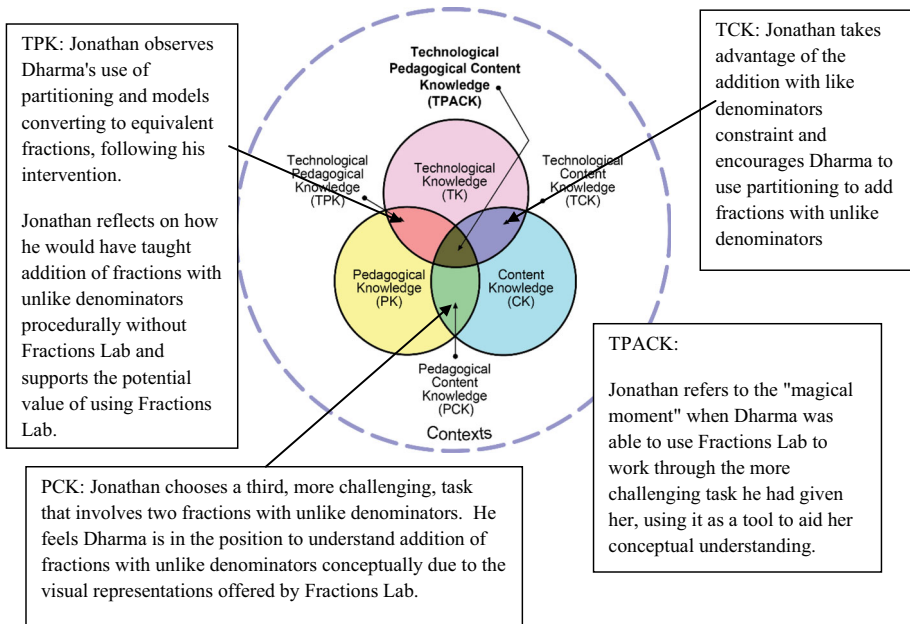 TPK: Jonathan observes
Dharma's use of
partitioning and models
converting to equivalent
fractions, following his
intervention.
Jonathan reflects on how
he would have taught
addition of fractions with
unlike denominators
procedurally without
Fractions Lab and
supports the potential
value of using Fractions
Lab.
Technological
Pedagogical Content
Knowledge
(TPACK)
TCK: Jonathan takes
advantage of the
addition with like
denominators
constraint and
encourages Dharma to
use partitioning to add
fractions with unlike
denominators
Technological
Pedagogical
Knowledge
(TPK)
Technological
Knowledge
(TK)
Technological
Content
Knowledge
(TCK)
Pedagogical
Knowledge
(PK)
Content
Knowledge
(CK)
Pedagogical
Content
Knowledge
(PCK)
Contexts
TPACK:
Jonathan refers to the "magical
moment" when Dharma was
able to use Fractions Lab to
work through the more
challenging task he had given
her, using it as a tool to aid her
conceptual understanding.
PCK: Jonathan chooses a third, more challenging, task
that involves two fractions with unlike denominators. He
feels Dharma is in the position to understand addition of
fractions with unlike denominators conceptually due to the
visual representations offered by Fractions Lab.